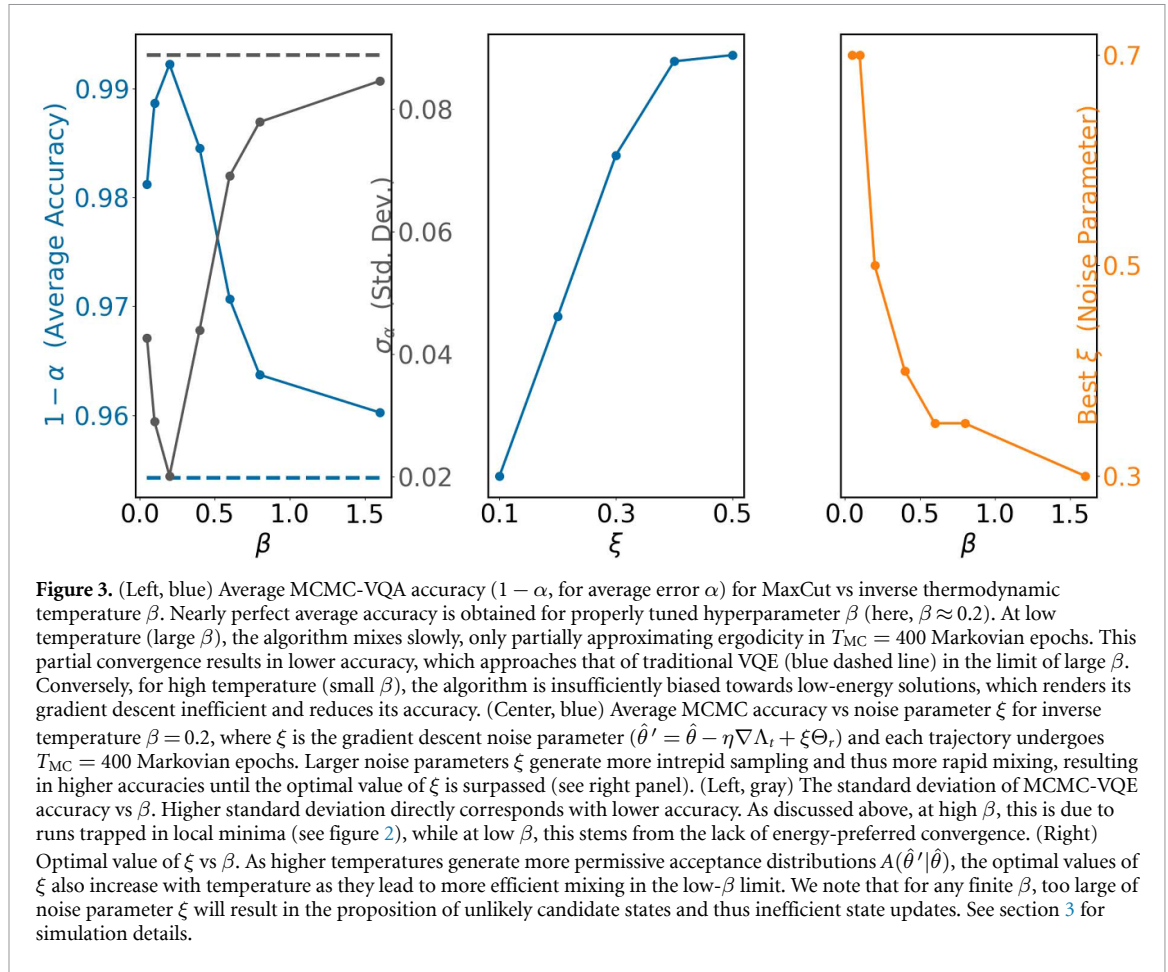 1 − α (Average Accuracy)
0.99
0.98
0.97
0.96
0.0 0.5 1.0 1.5
β
0.08
0.06
0.04
0.02
σα (Std. Dev.)
0.1 0.3 0.5
ξ
0.0 0.5 1.0 1.5
β
0.7
0.5
0.3
Best ξ (Noise Parameter)
Figure 3. (Left, blue) Average MCMC-VQA accuracy (1 − α, for average error α) for MaxCut vs inverse thermodynamic
temperature β. Nearly perfect average accuracy is obtained for properly tuned hyperparameter β (here, β ≈ 0.2). At low
temperature (large β), the algorithm mixes slowly, only partially approximating ergodicity in T_MC = 400 Markovian epochs. This
partial convergence results in lower accuracy, which approaches that of traditional VQE (blue dashed line) in the limit of large β.
Conversely, for high temperature (small β), the algorithm is insufficiently biased towards low-energy solutions, which renders its
gradient descent inefficient and reduces its accuracy. (Center, blue) Average MCMC accuracy vs noise parameter ξ for inverse
temperature β = 0.2, where ξ is the gradient descent noise parameter (θ̂′ = θ̂ − η∇Λ_t + ξΘ_r) and each trajectory undergoes
T_MC = 400 Markovian epochs. Larger noise parameters ξ generate more intrepid sampling and thus more rapid mixing, resulting
in higher accuracies until the optimal value of ξ is surpassed (see right panel). (Left, gray) The standard deviation of MCMC-VQE
accuracy vs β. Higher standard deviation directly corresponds with lower accuracy. As discussed above, at high β, this is due to
runs trapped in local minima (see figure 2), while at low β, this stems from the lack of energy-preferred convergence. (Right)
Optimal value of ξ vs β. As higher temperatures generate more permissive acceptance distributions A(θ̂′|θ̂), the optimal values of
ξ also increase with temperature as they lead to more efficient mixing in the low-β limit. We note that for any finite β, too large of
noise parameter ξ will result in the proposition of unlikely candidate states and thus inefficient state updates. See section 3 for
simulation details.